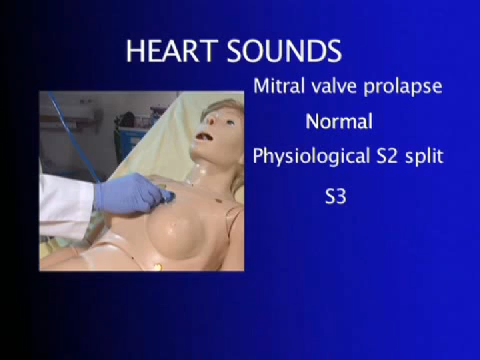 HEART SOUNDS
Mitral valve prolapse
Normal
Physiological S2 split
S3